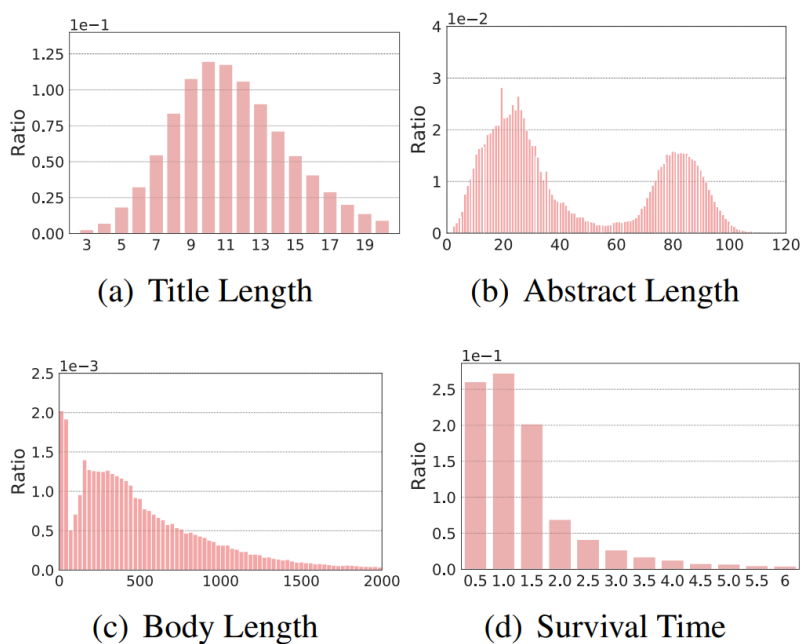 1e−1
1.25
1.00
0.75
0.50
0.25
0.00
Ratio
3 5 7 9 11 13 15 17 19
(a) Title Length
1e−2
4
3
2
1
0
Ratio
0 20 40 60 80 100 120
(b) Abstract Length
1e−3
2.5
2.0
1.5
1.0
0.5
0.0
Ratio
0 500 1000 1500 2000
(c) Body Length
1e−1
2.5
2.0
1.5
1.0
0.5
0.0
Ratio
0.5 1.0 1.5 2.0 2.5 3.0 3.5 4.0 4.5 5.0 5.5 6
(d) Survival Time